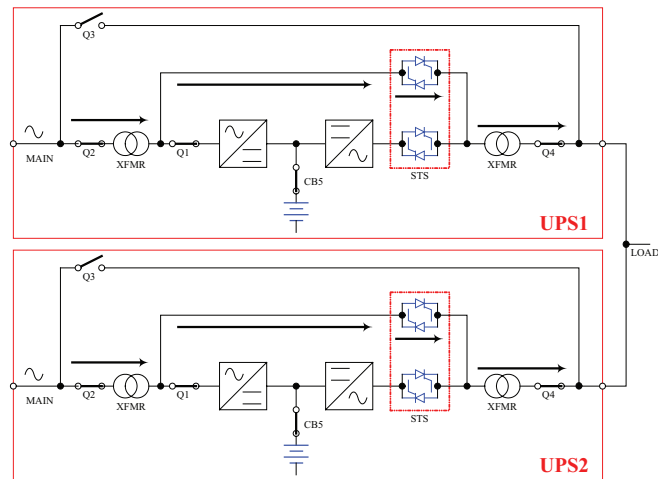 Q3
MAIN
Q2
XFMR
Q1
CB5
STS
XFMR
Q4
UPS1
LOAD
Q3
MAIN
Q2
XFMR
Q1
CB5
STS
XFMR
Q4
UPS2